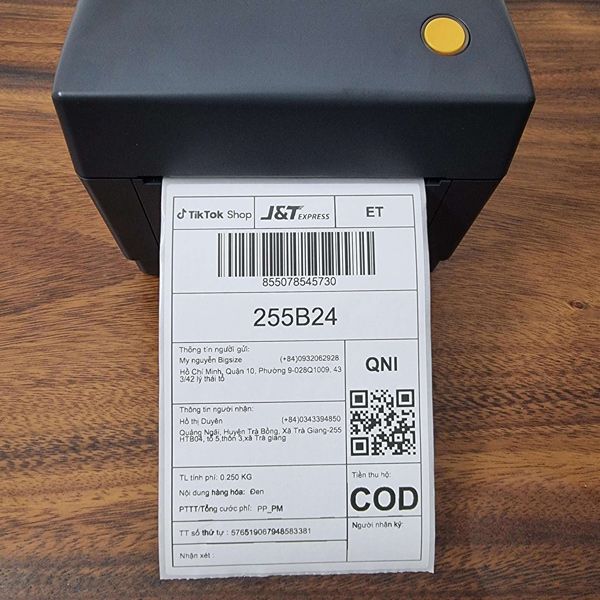 TikTok Shop
J&T EXPRESS
ET
855078545730
255B24
Thông tin người gửi:
My nguyễn Bigsize (+84)0932062928
Hồ Chí Minh, Quận 10, Phường 9-028Q1009, 43
3/42 lý thái tổ
QNI
Thông tin người nhận:
Hồ thị Duyên (+84)0343394850
Quảng Ngãi, Huyện Trà Bồng, Xã Trà Giang-255
HTB04, tổ 5,thôn 3,xã Trà giang
TL tính phí: 0.250 KG
Nội dung hàng hóa: Đen
PTTT/Tổng cước phí: PP_PM
Tiền thu hộ:
COD
Người nhận ký:
TT số thứ tự : 576519067948583381
Nhận xét :